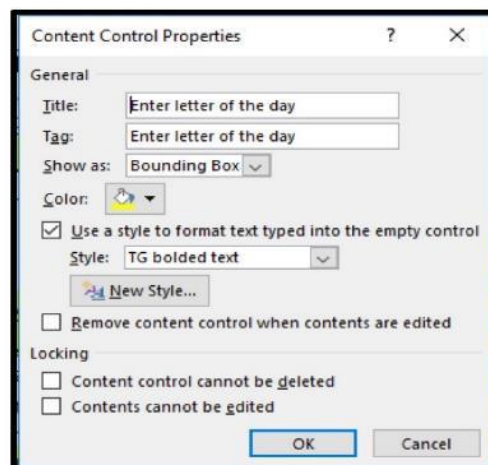 Content Control Properties ? ×
General
Title: Enter letter of the day
Tag: Enter letter of the day
Show as: Bounding Box
Color:
Use a style to format text typed into the empty control
Style: TG bolded text
New Style...
Remove content control when contents are edited
Locking
Content control cannot be deleted
Contents cannot be edited
OK Cancel